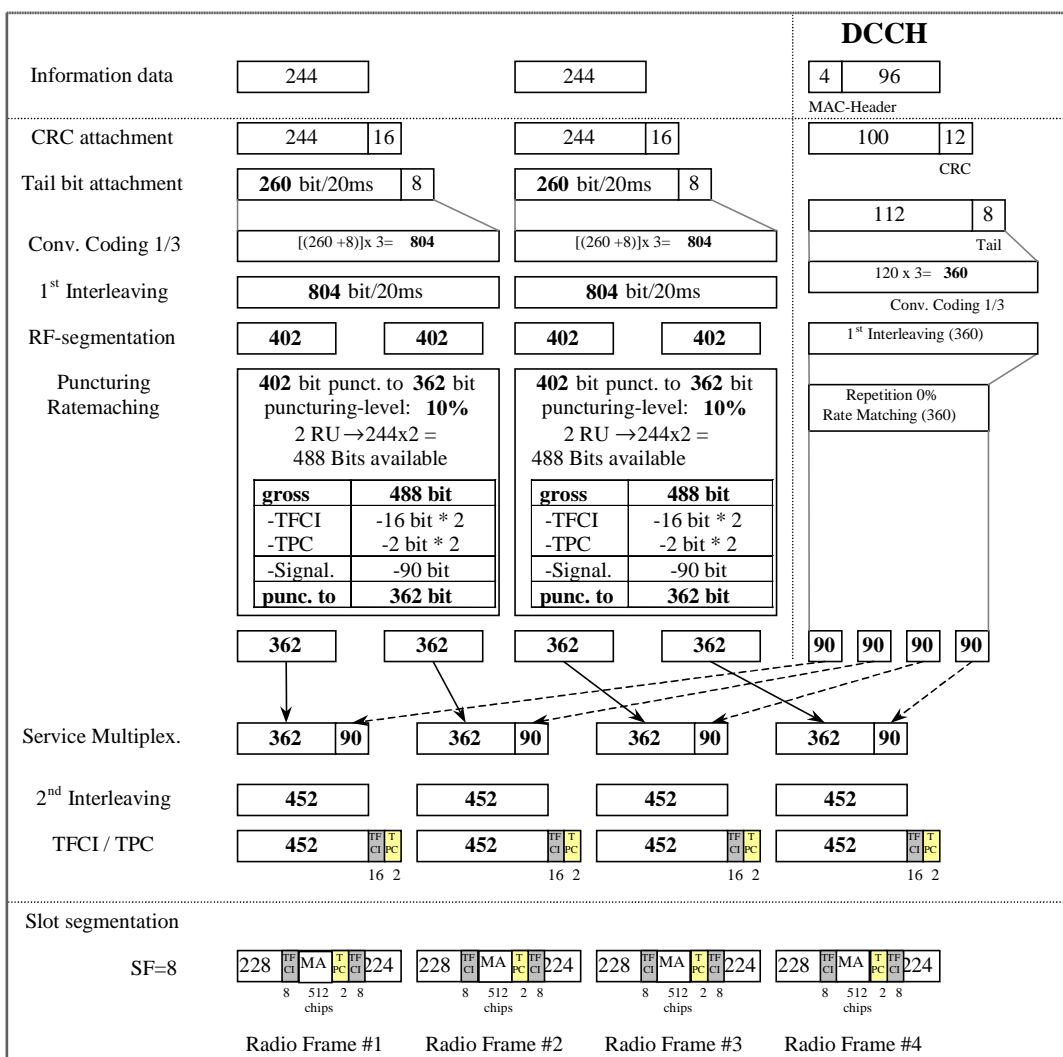 DCCH
Information data 244 244 4 96
MAC-Header
CRC attachment 244 16 244 16 100 12
CRC
Tail bit attachment 260 bit/20ms 8 260 bit/20ms 8
112 8
Tail
Conv. Coding 1/3 [(260 +8)]x 3= 804 [(260 +8)]x 3= 804
120 x 3= 360
Conv. Coding 1/3
1st Interleaving 804 bit/20ms 804 bit/20ms
RF-segmentation 402 402 402 402 1st Interleaving (360)
Puncturing
Ratemaching
402 bit punct. to 362 bit
puncturing-level: 10%
2 RU →244x2 =
488 Bits available
gross 488 bit
-TFCI -16 bit * 2
-TPC -2 bit * 2
-Signal. -90 bit
punc. to 362 bit
402 bit punct. to 362 bit
puncturing-level: 10%
2 RU →244x2 =
488 Bits available
gross 488 bit
-TFCI -16 bit * 2
-TPC -2 bit * 2
-Signal. -90 bit
punc. to 362 bit
Repetition 0%
Rate Matching (360)
362 362 362 362 90 90 90 90
Service Multiplex. 362 90 362 90 362 90 362 90
2nd Interleaving 452 452 452 452
TFCI / TPC 452 TF CI T PC 452 TF CI T PC 452 TF CI T PC 452 TF CI T PC
16 2 16 2 16 2 16 2
Slot segmentation
SF=8 228 TF CI MA T PC TF CI 224 228 TF CI MA T PC TF CI 224 228 TF CI MA T PC TF CI 224 228 TF CI MA T PC TF CI 224
8 512 2 8 8 512 2 8 8 512 2 8 8 512 2 8
chips chips chips chips
Radio Frame #1 Radio Frame #2 Radio Frame #3 Radio Frame #4